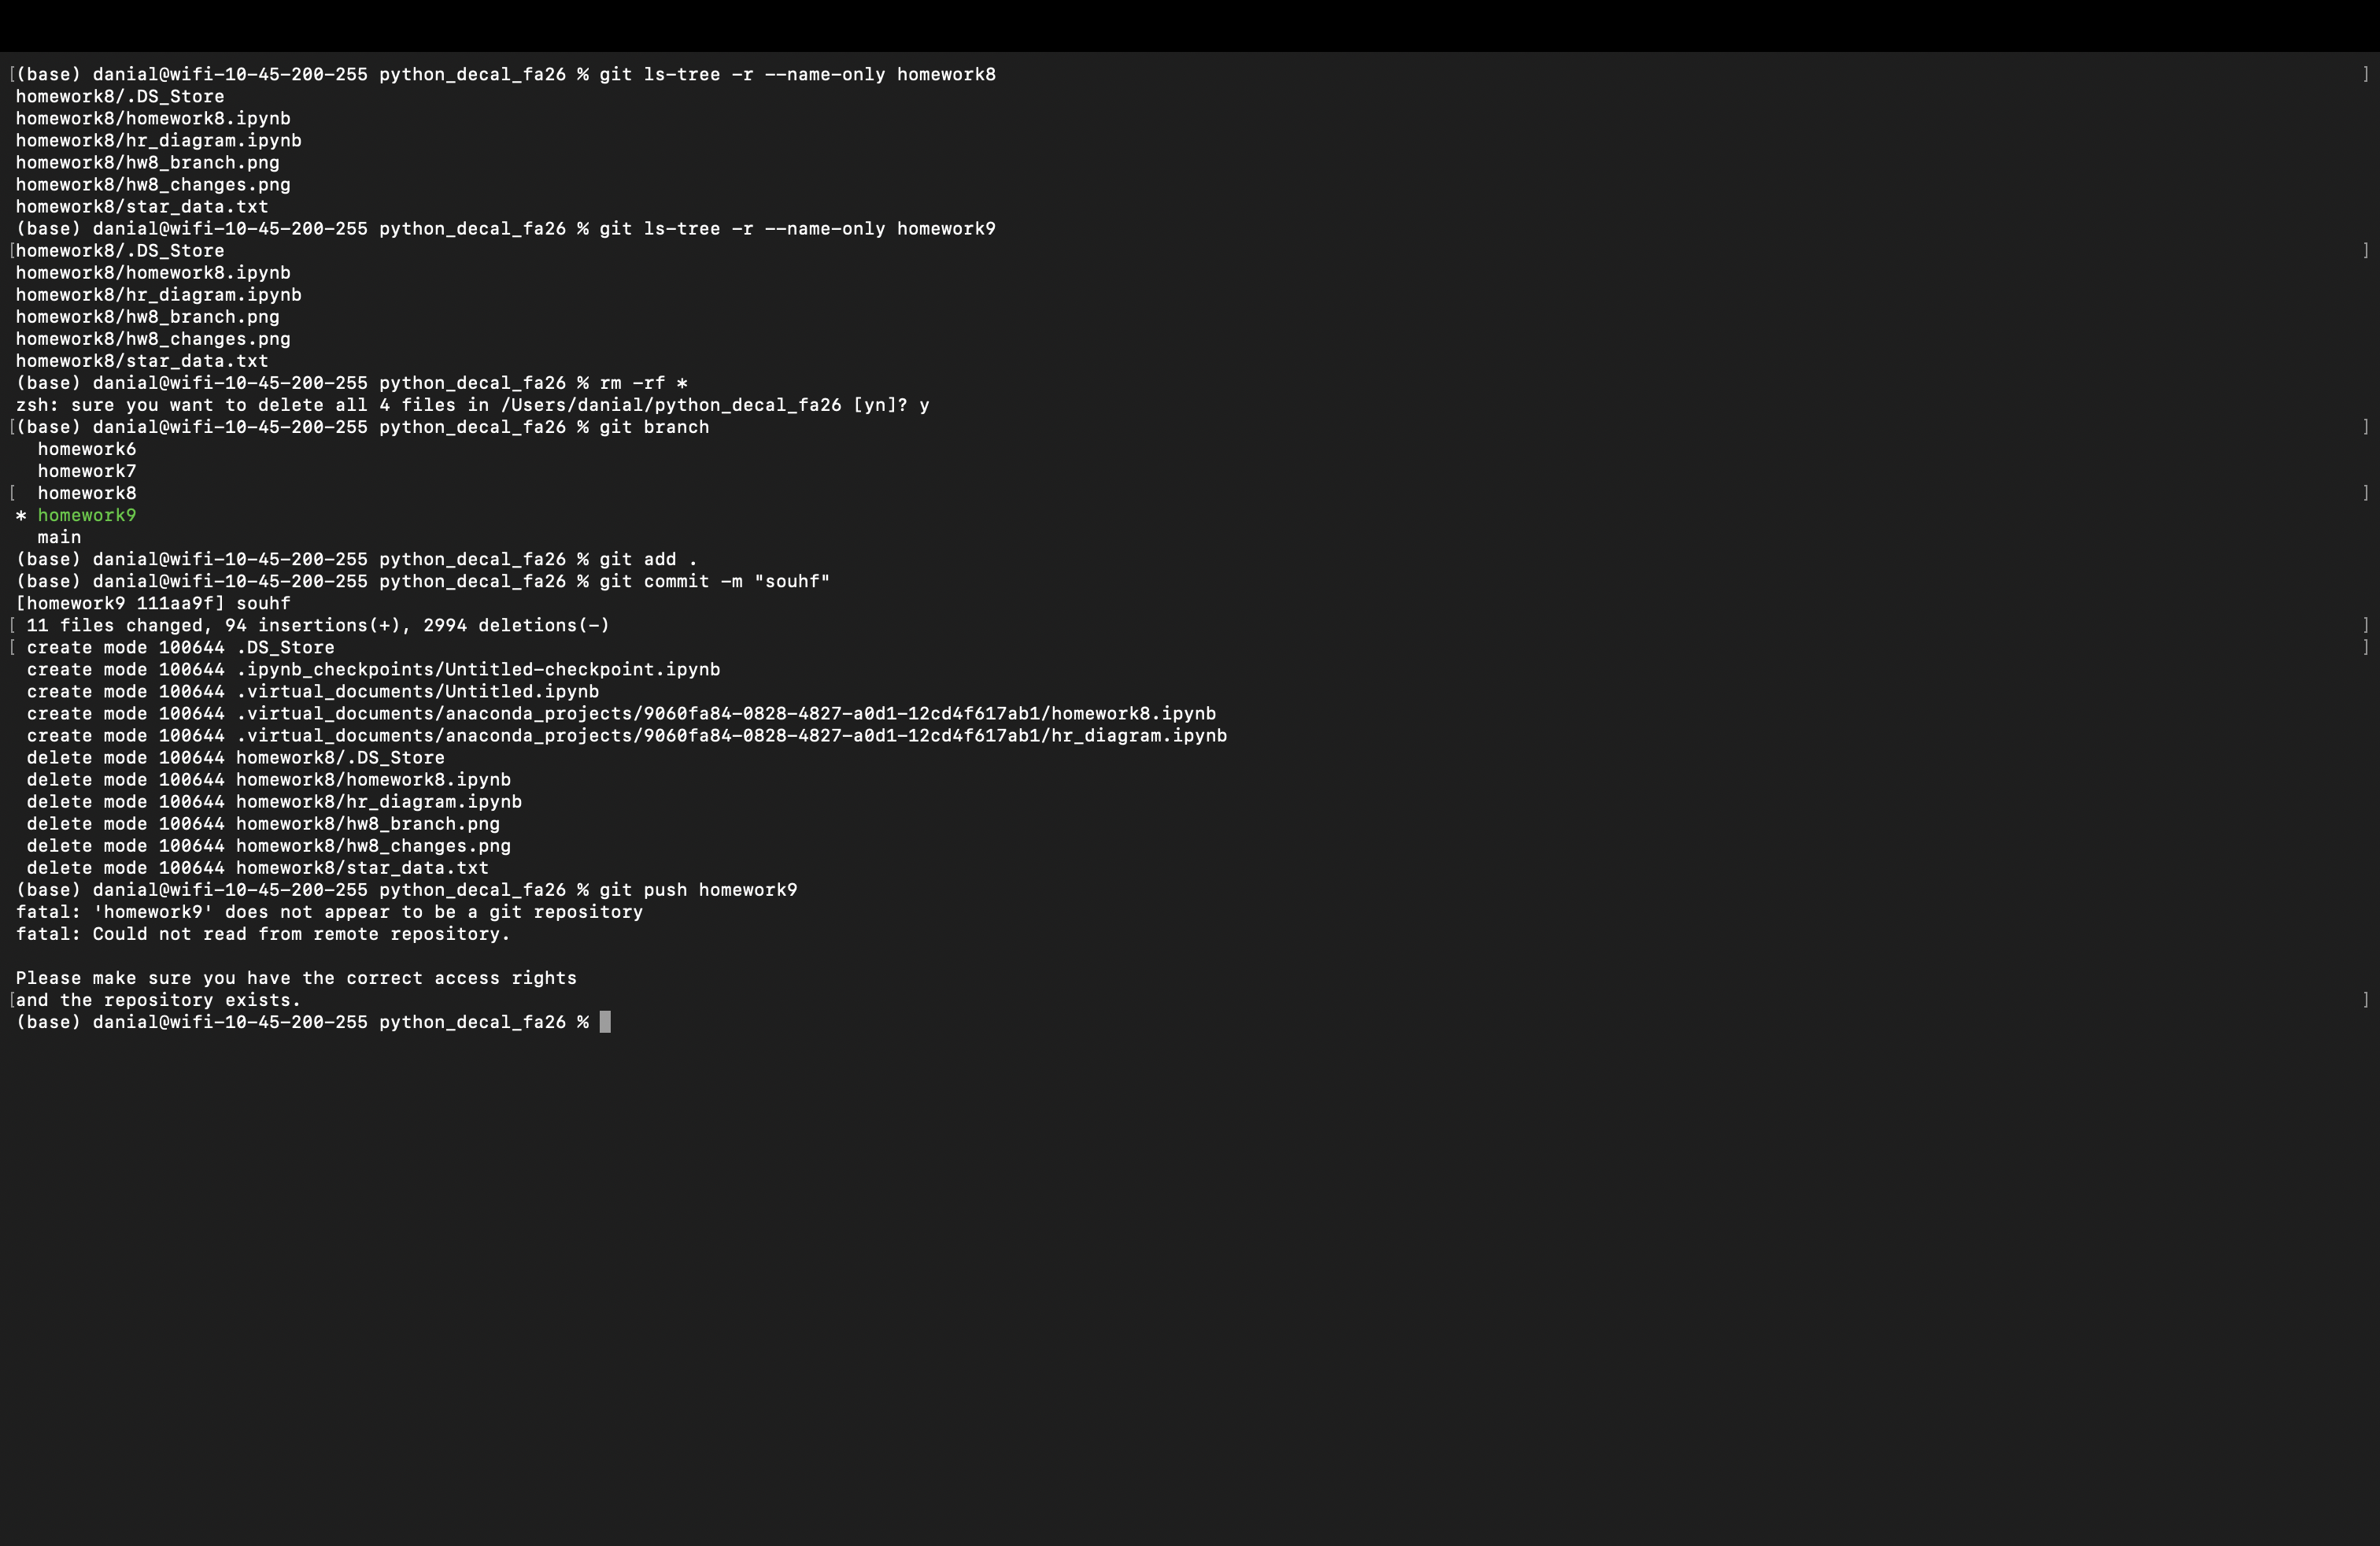 [(base) danial@wifi-10-45-200-255 python_decal_fa26 % git ls-tree -r --name-only homework8 ]
homework8/.DS_Store
homework8/homework8.ipynb
homework8/hr_diagram.ipynb
homework8/hw8_branch.png
homework8/hw8_changes.png
homework8/star_data.txt
(base) danial@wifi-10-45-200-255 python_decal_fa26 % git ls-tree -r --name-only homework9
[homework8/.DS_Store ]
homework8/homework8.ipynb
homework8/hr_diagram.ipynb
homework8/hw8_branch.png
homework8/hw8_changes.png
homework8/star_data.txt
(base) danial@wifi-10-45-200-255 python_decal_fa26 % rm -rf *
zsh: sure you want to delete all 4 files in /Users/danial/python_decal_fa26 [yn]? y
[(base) danial@wifi-10-45-200-255 python_decal_fa26 % git branch ]
  homework6
  homework7
[ homework8 ]
* homework9
  main
(base) danial@wifi-10-45-200-255 python_decal_fa26 % git add .
(base) danial@wifi-10-45-200-255 python_decal_fa26 % git commit -m "souhf"
[homework9 111aa9f] souhf
[ 11 files changed, 94 insertions(+), 2994 deletions(-) ]
[ create mode 100644 .DS_Store ]
 create mode 100644 .ipynb_checkpoints/Untitled-checkpoint.ipynb
 create mode 100644 .virtual_documents/Untitled.ipynb
 create mode 100644 .virtual_documents/anaconda_projects/9060fa84-0828-4827-a0d1-12cd4f617ab1/homework8.ipynb
 create mode 100644 .virtual_documents/anaconda_projects/9060fa84-0828-4827-a0d1-12cd4f617ab1/hr_diagram.ipynb
 delete mode 100644 homework8/.DS_Store
 delete mode 100644 homework8/homework8.ipynb
 delete mode 100644 homework8/hr_diagram.ipynb
 delete mode 100644 homework8/hw8_branch.png
 delete mode 100644 homework8/hw8_changes.png
 delete mode 100644 homework8/star_data.txt
(base) danial@wifi-10-45-200-255 python_decal_fa26 % git push homework9
fatal: 'homework9' does not appear to be a git repository
fatal: Could not read from remote repository.

Please make sure you have the correct access rights
[and the repository exists. ]
(base) danial@wifi-10-45-200-255 python_decal_fa26 %